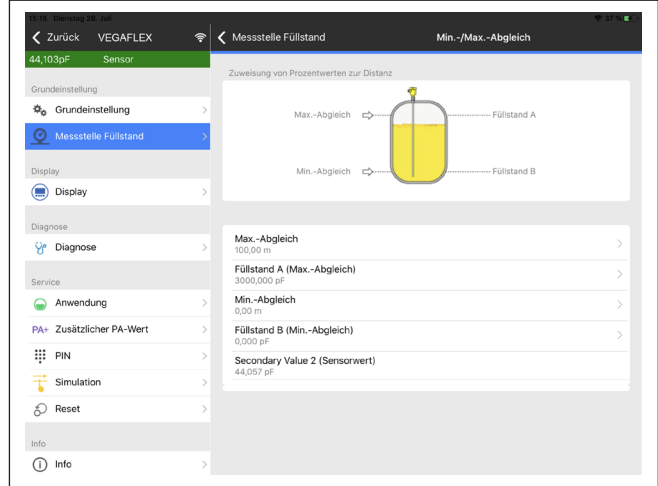 15:15 Dienstag 28. Juli
37 %
Zurück VEGAFLEX
44,103pF Sensor
Grundeinstellung
Grundeinstellung
Messstelle Füllstand
Display
Display
Diagnose
Diagnose
Service
Anwendung
PA+ Zusätzlicher PA-Wert
PIN
Simulation
Reset
Info
Info
Messstelle Füllstand Min.-/Max.-Abgleich
Zuweisung von Prozentwerten zur Distanz
Max.-Abgleich Füllstand A
Min.-Abgleich Füllstand B
Max.-Abgleich
100,00 m
Füllstand A (Max.-Abgleich)
3000,000 pF
Min.-Abgleich
0,00 m
Füllstand B (Min.-Abgleich)
0,000 pF
Secondary Value 2 (Sensorwert)
44,057 pF